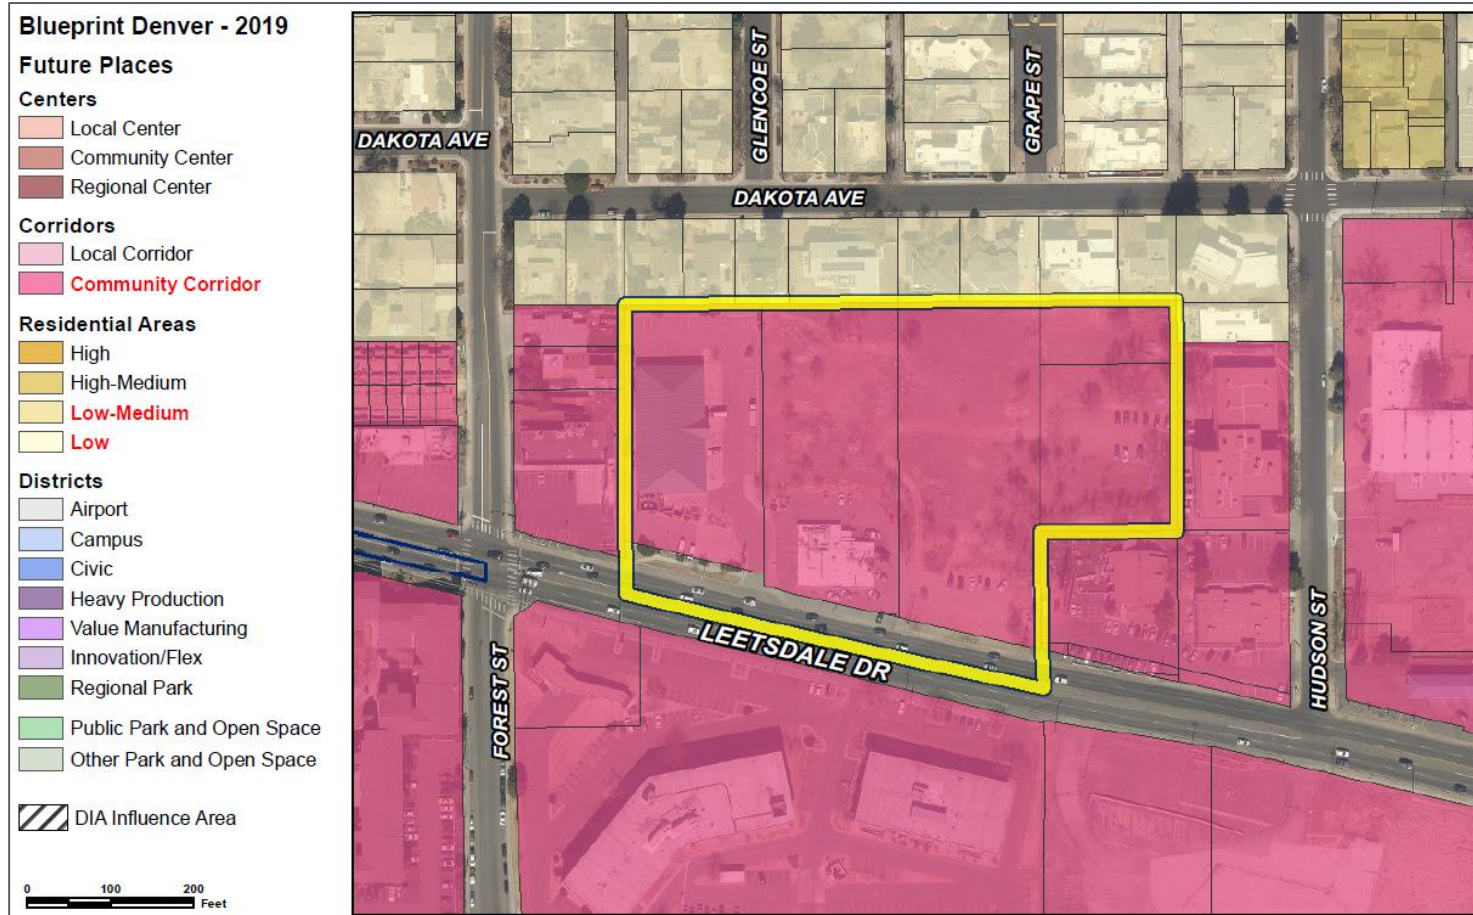 Blueprint Denver - 2019
Future Places
Centers
Local Center
Community Center
Regional Center
Corridors
Local Corridor
Community Corridor
Residential Areas
High
High-Medium
Low-Medium
Low
Districts
Airport
Campus
Civic
Heavy Production
Value Manufacturing
Innovation/Flex
Regional Park
Public Park and Open Space
Other Park and Open Space
DIA Influence Area
0 100 200
Feet
DAKOTA AVE
GLENCOE ST
GRAPE ST
DAKOTA AVE
LEETSDALE DR
FOREST ST
HUDSON ST